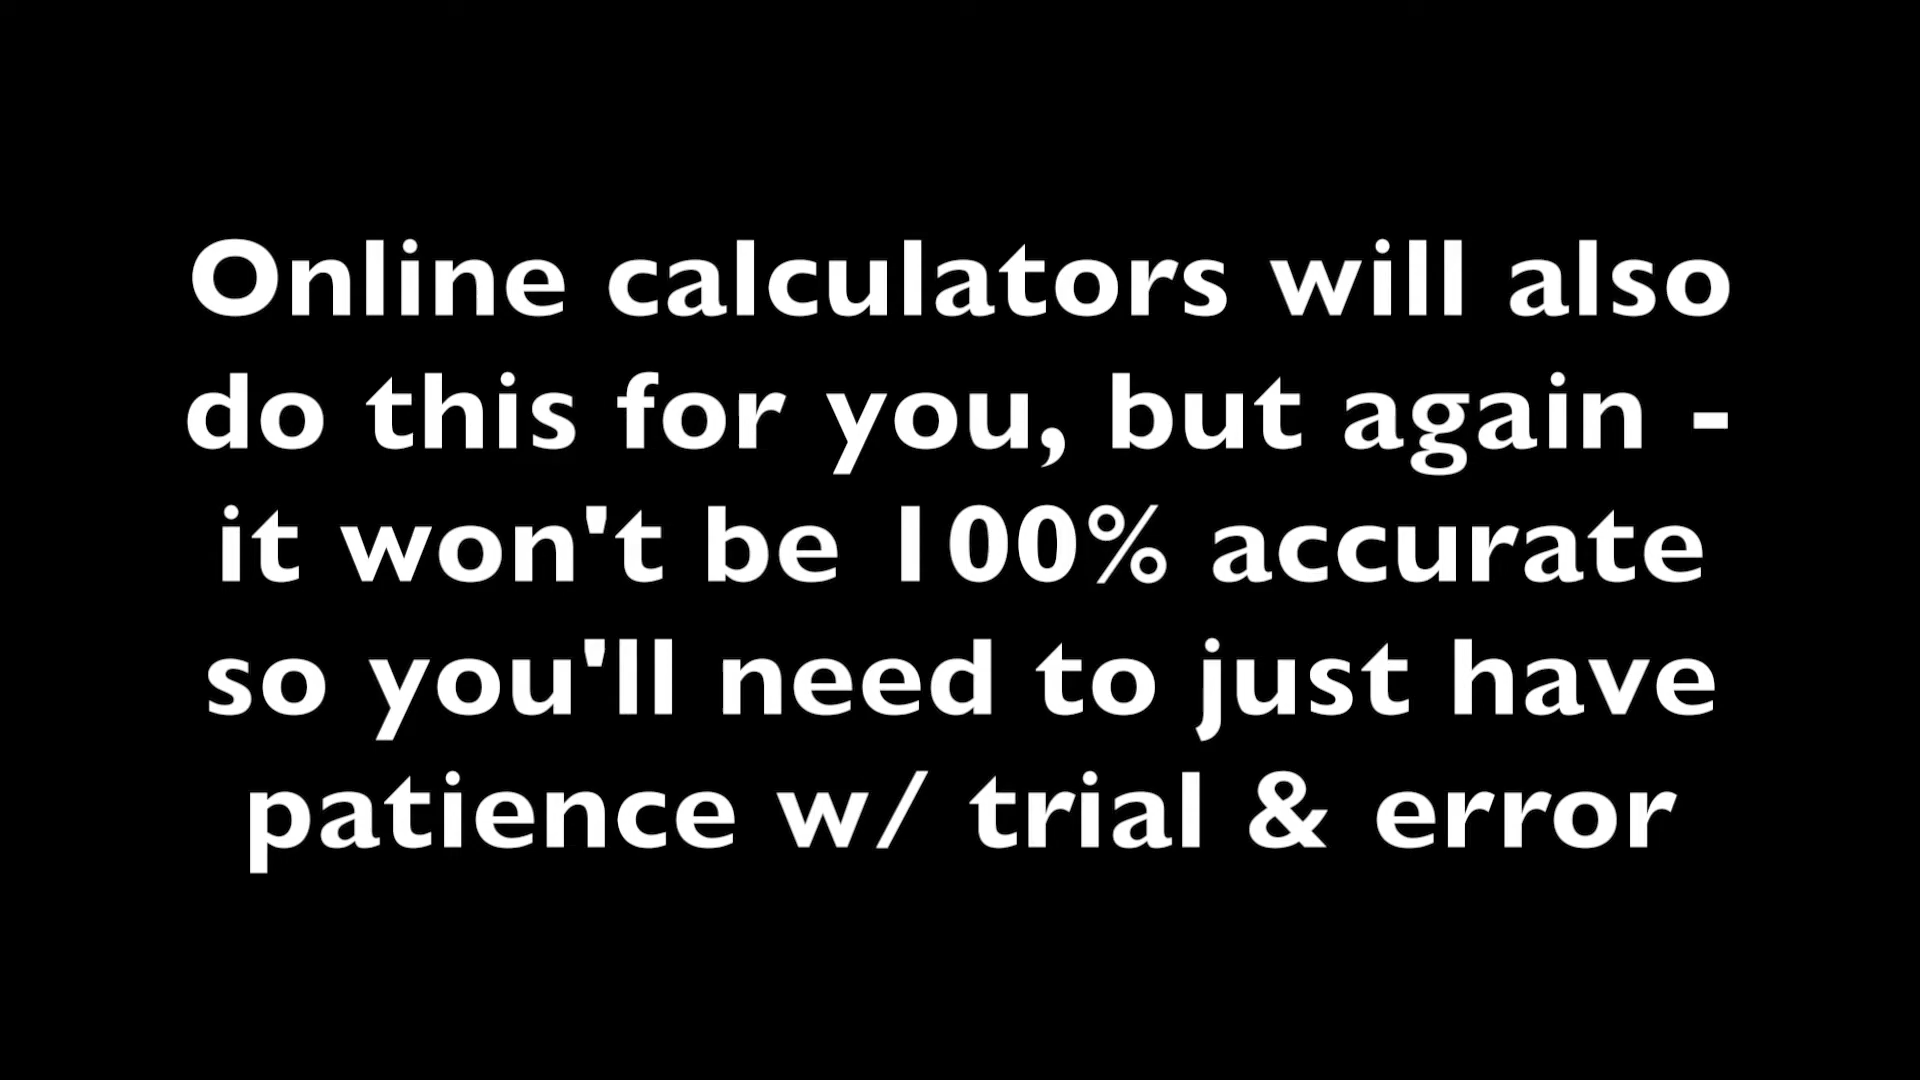 Online calculators will also
do this for you, but again -
it won't be 100% accurate
so you'll need to just have
patience w/ trial & error